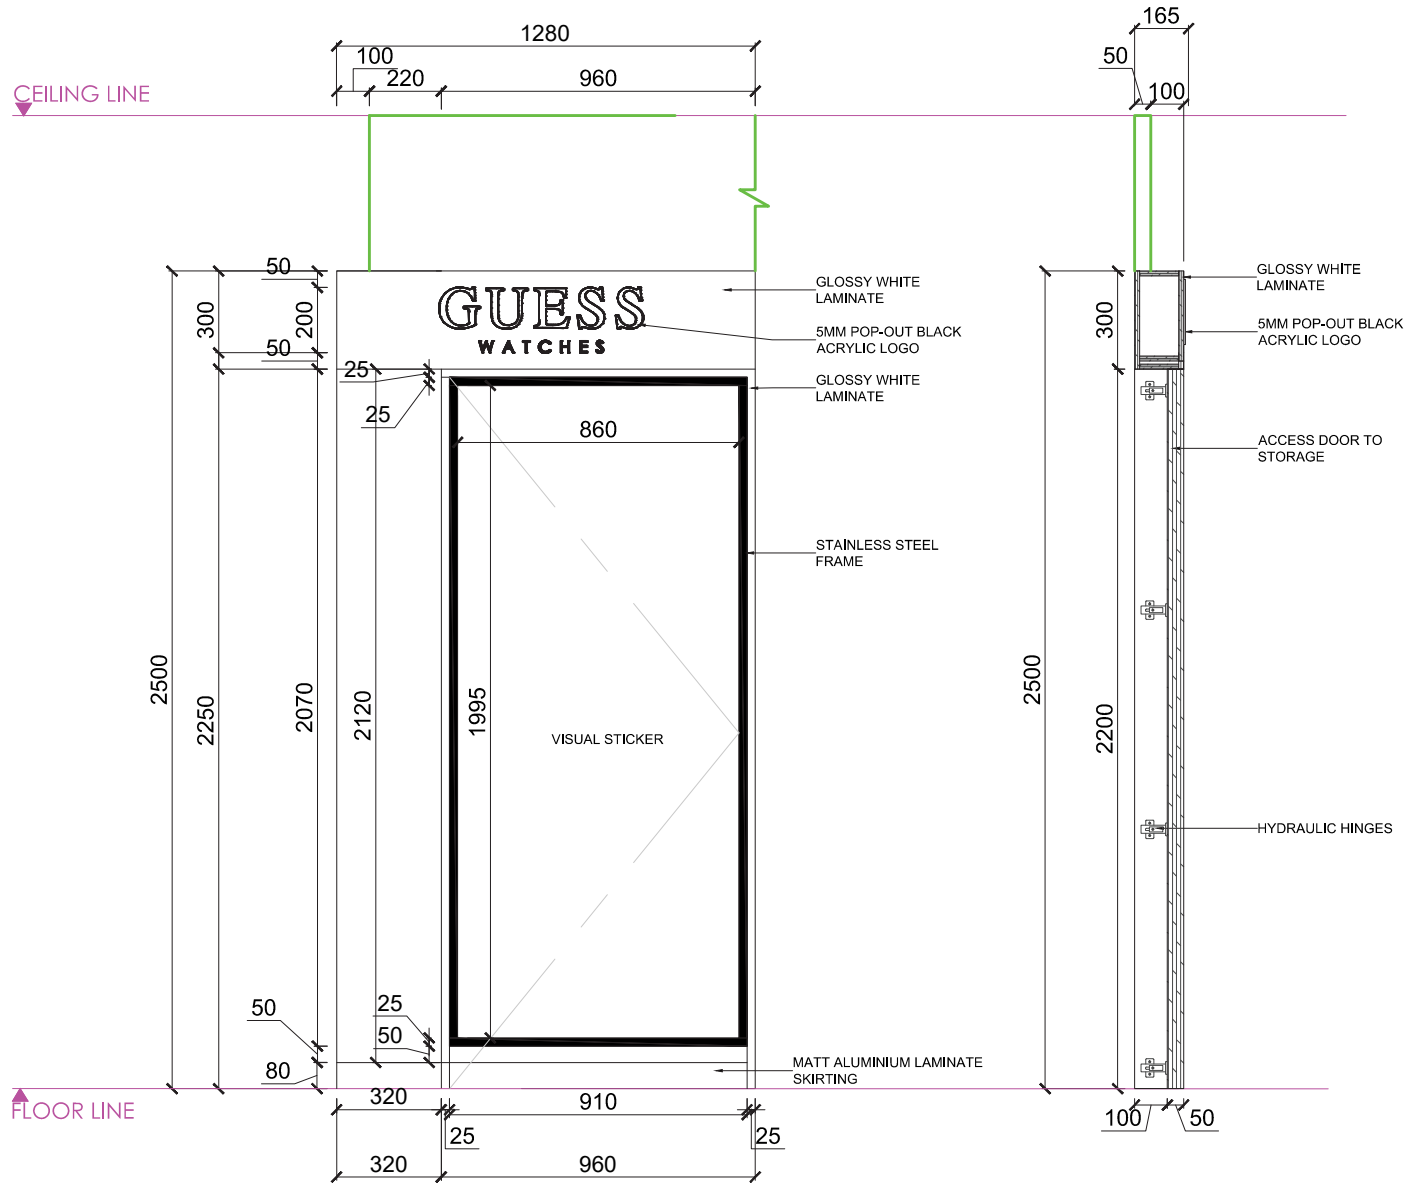 1280
100
220
960
165
50
100
CEILING LINE
50
300
200
50
25
25
GUESS
WATCHES
GLOSSY WHITE
LAMINATE
5MM POP-OUT BLACK
ACRYLIC LOGO
GLOSSY WHITE
LAMINATE
300
GLOSSY WHITE
LAMINATE
5MM POP-OUT BLACK
ACRYLIC LOGO
860
ACCESS DOOR TO
STORAGE
STAINLESS STEEL
FRAME
2500
2250
2070
2120
1995
VISUAL STICKER
2500
2200
HYDRAULIC HINGES
50
25
50
80
MATT ALUMINIUM LAMINATE
SKIRTING
FLOOR LINE
320
910
25
25
320
960
100
50